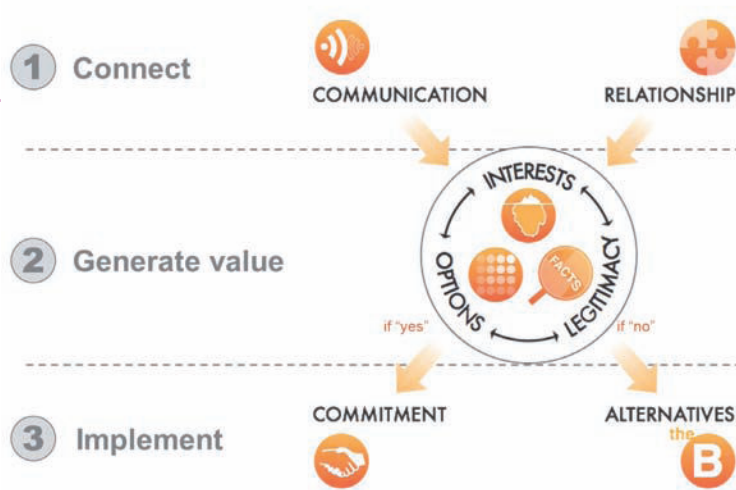 1 Connect
COMMUNICATION
RELATIONSHIP
2 Generate value
INTERESTS
OPTIONS
FACTS
LEGITIMACY
if "yes"
if "no"
3 Implement
COMMITMENT
ALTERNATIVES
the
B